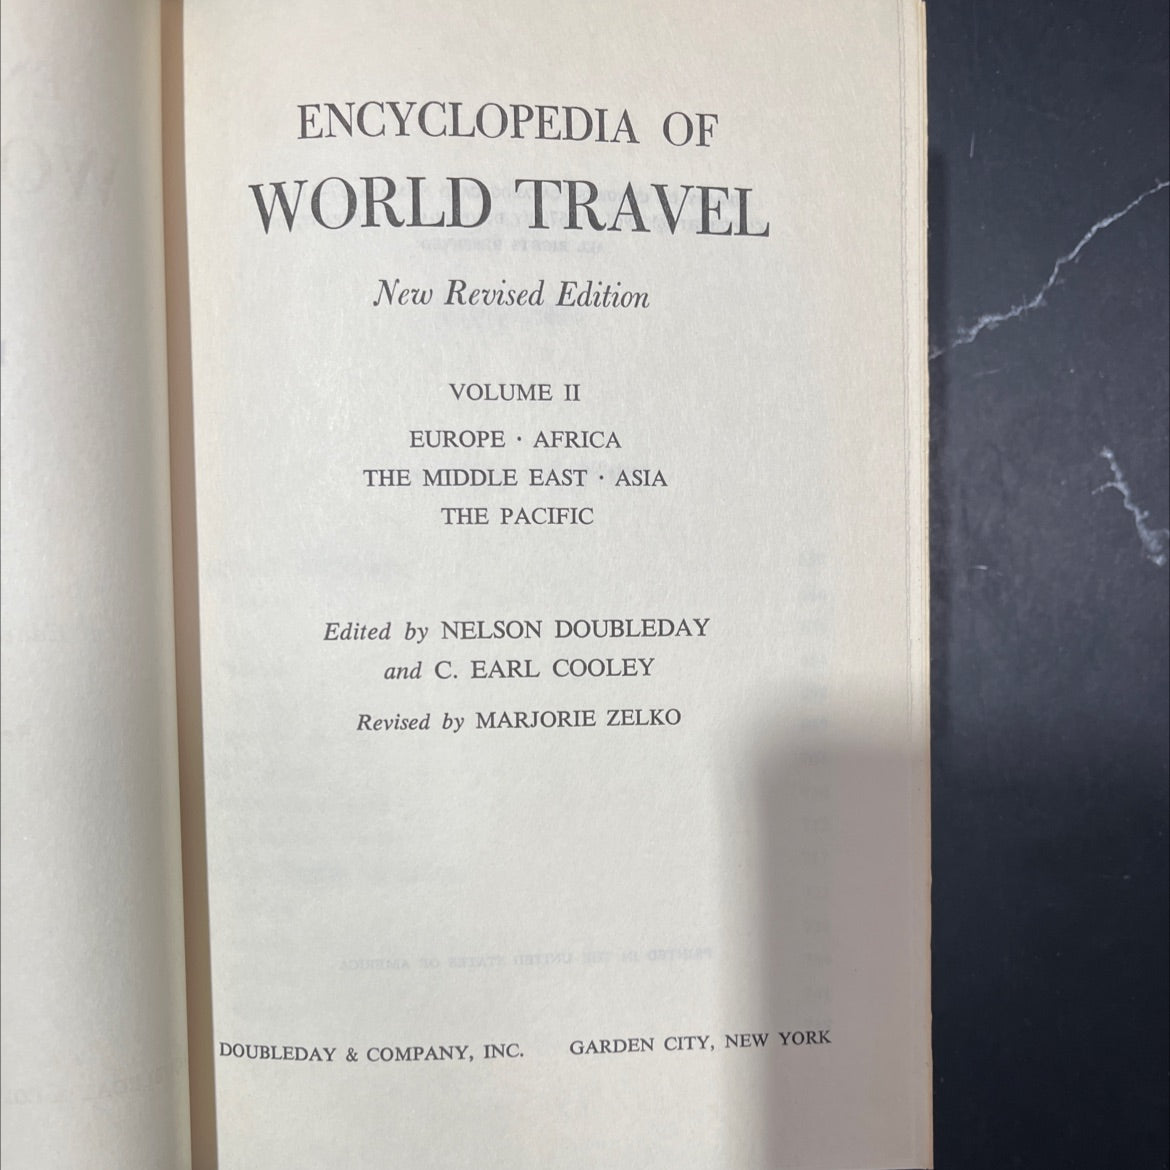 ENCYCLOPEDIA OF
WORLD TRAVEL
New Revised Edition
VOLUME II
EUROPE · AFRICA
THE MIDDLE EAST · ASIA
THE PACIFIC
Edited by NELSON DOUBLEDAY
and C. EARL COOLEY
Revised by MARJORIE ZELKO
DOUBLEDAY & COMPANY, INC. GARDEN CITY, NEW YORK